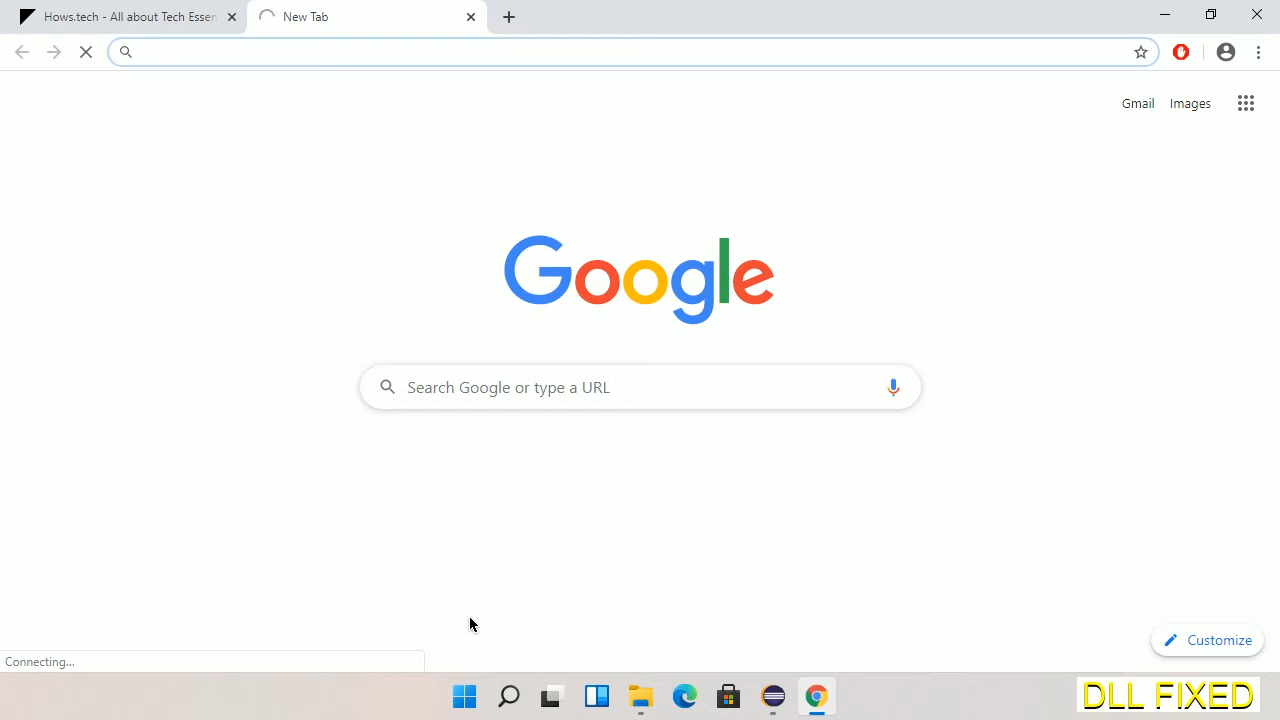 Hows.tech - All about Tech Essen
New Tab
Gmail Images
Google
Search Google or type a URL
Customize
Connecting...
DLL FIXED